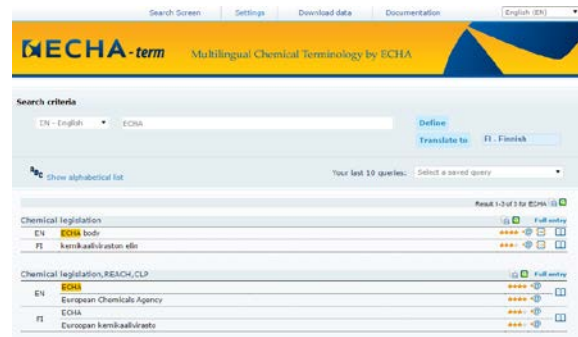 Search Screen Settings Download data Documentation English (EN)
ECHA-term Multilingual Chemical Terminology by ECHA
Search criteria
EN - English ECHA Define
Translate to FI - Finnish
ABC Show alphabetical list Your last 10 queries: Select a saved query
Result 1-3 of 3 for ECHA
Chemical legislation Full entry
EN ECHA body
FI kemikaaliviraston elin
Chemical legislation,REACH,CLP Full entry
EN ECHA
European Chemicals Agency
FI ECHA
Euroopan kemikaalivirasto